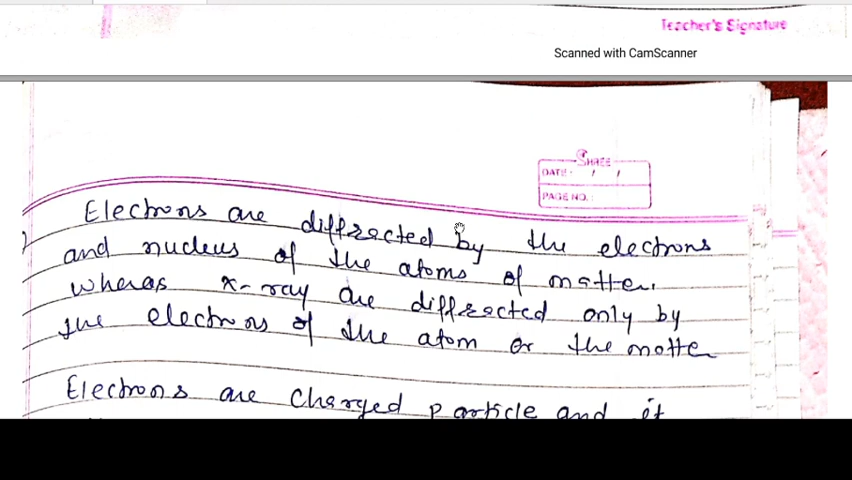 Teacher's Signature
Scanned with CamScanner
SHREE
DATE: / /
PAGE NO.:
Electrons are diffracted by the electrons
and nucleus of the atoms of matter.
wheras x-ray are diffracted only by
the electrons of the atom or the matter
Electrons are charged particle and it